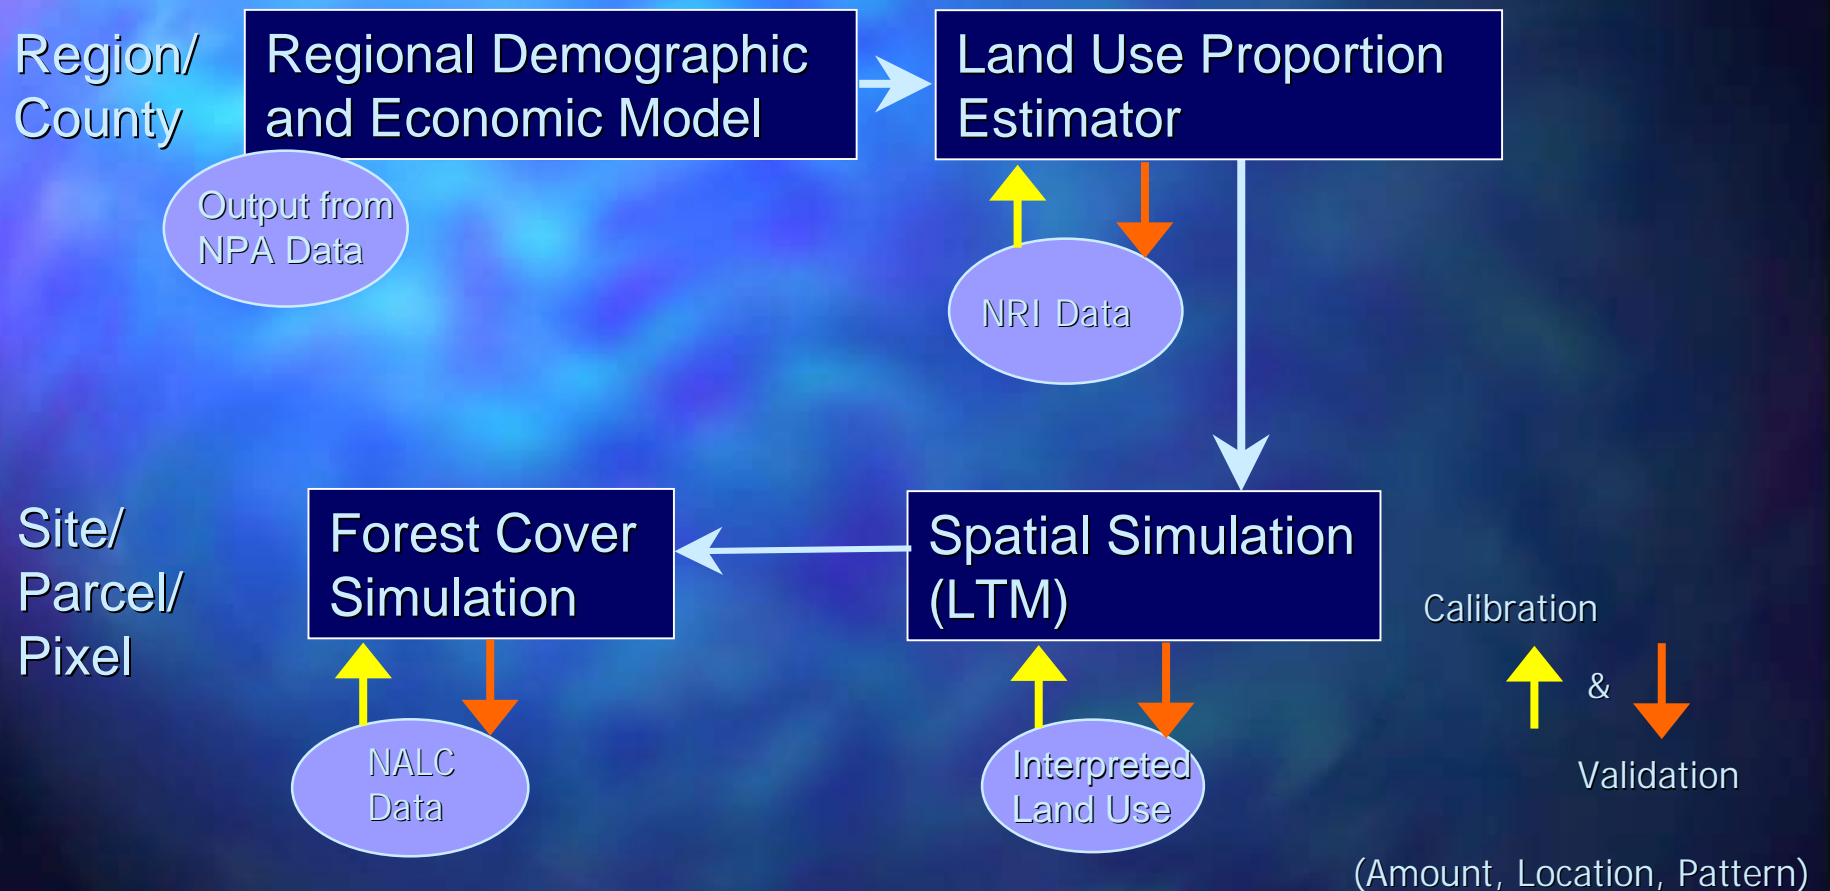 Region/
County
Regional Demographic
and Economic Model
Land Use Proportion
Estimator
Output from
NPA Data
NRI Data
Site/
Parcel/
Pixel
Forest Cover
Simulation
Spatial Simulation
(LTM)
NALC
Data
Interpreted
Land Use
Calibration
&
Validation
(Amount, Location, Pattern)